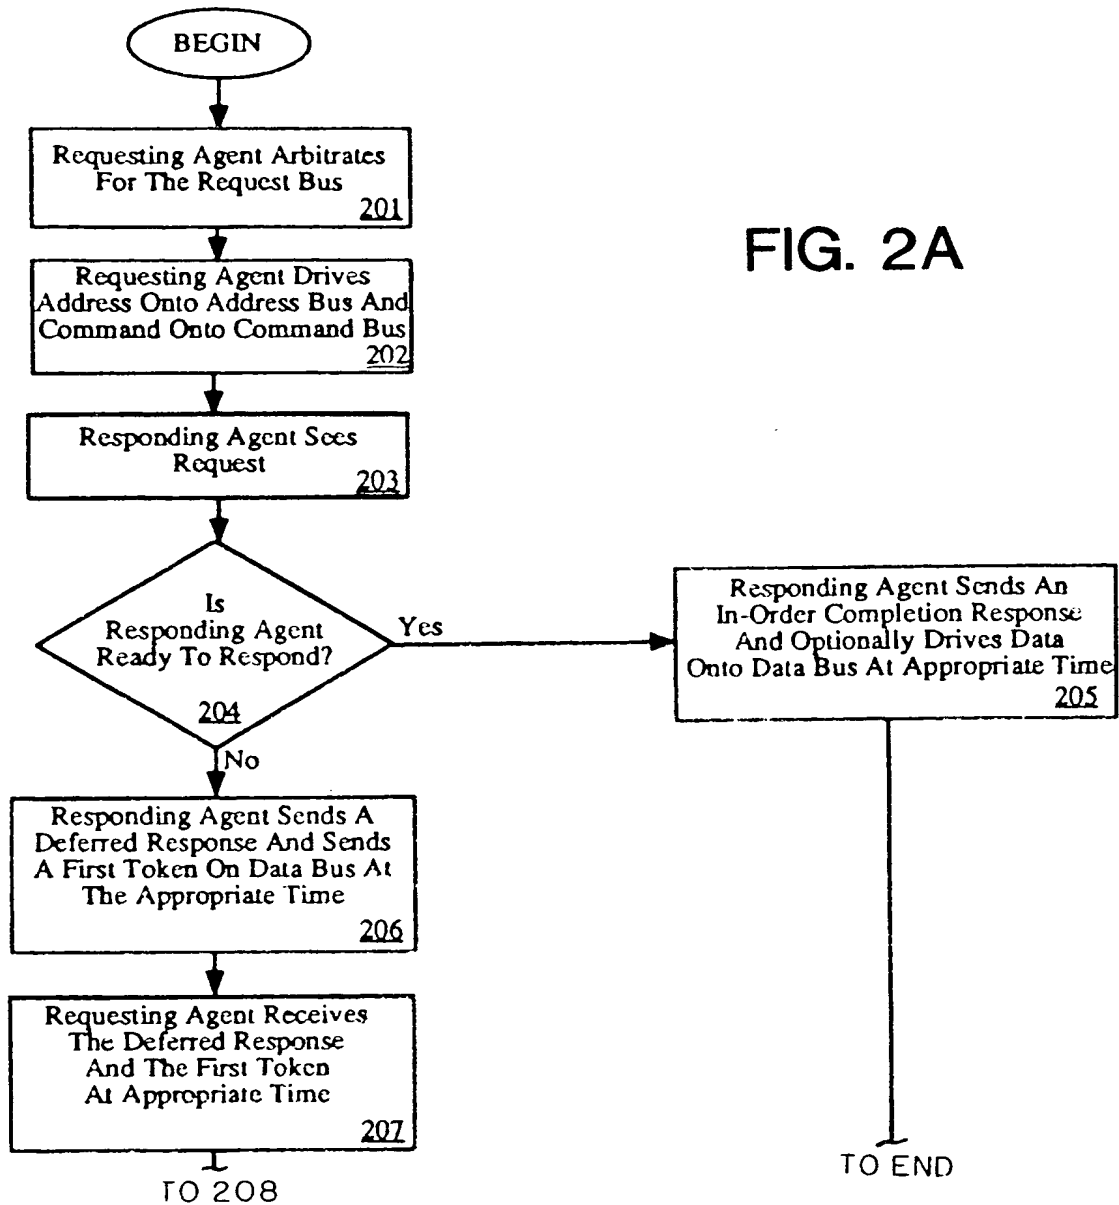 BEGIN
Requesting Agent Arbitrates
For The Request Bus
201
FIG. 2A
Requesting Agent Drives
Address Onto Address Bus And
Command Onto Command Bus
202
Responding Agent Sees
Request
203
Is
Responding Agent
Ready To Respond?
204
Yes
Responding Agent Sends An
In-Order Completion Response
And Optionally Drives Data
Onto Data Bus At Appropriate Time
205
No
Responding Agent Sends A
Deferred Response And Sends
A First Token On Data Bus At
The Appropriate Time
206
Requesting Agent Receives
The Deferred Response
And The First Token
At Appropriate Time
207
TO 208
TO END